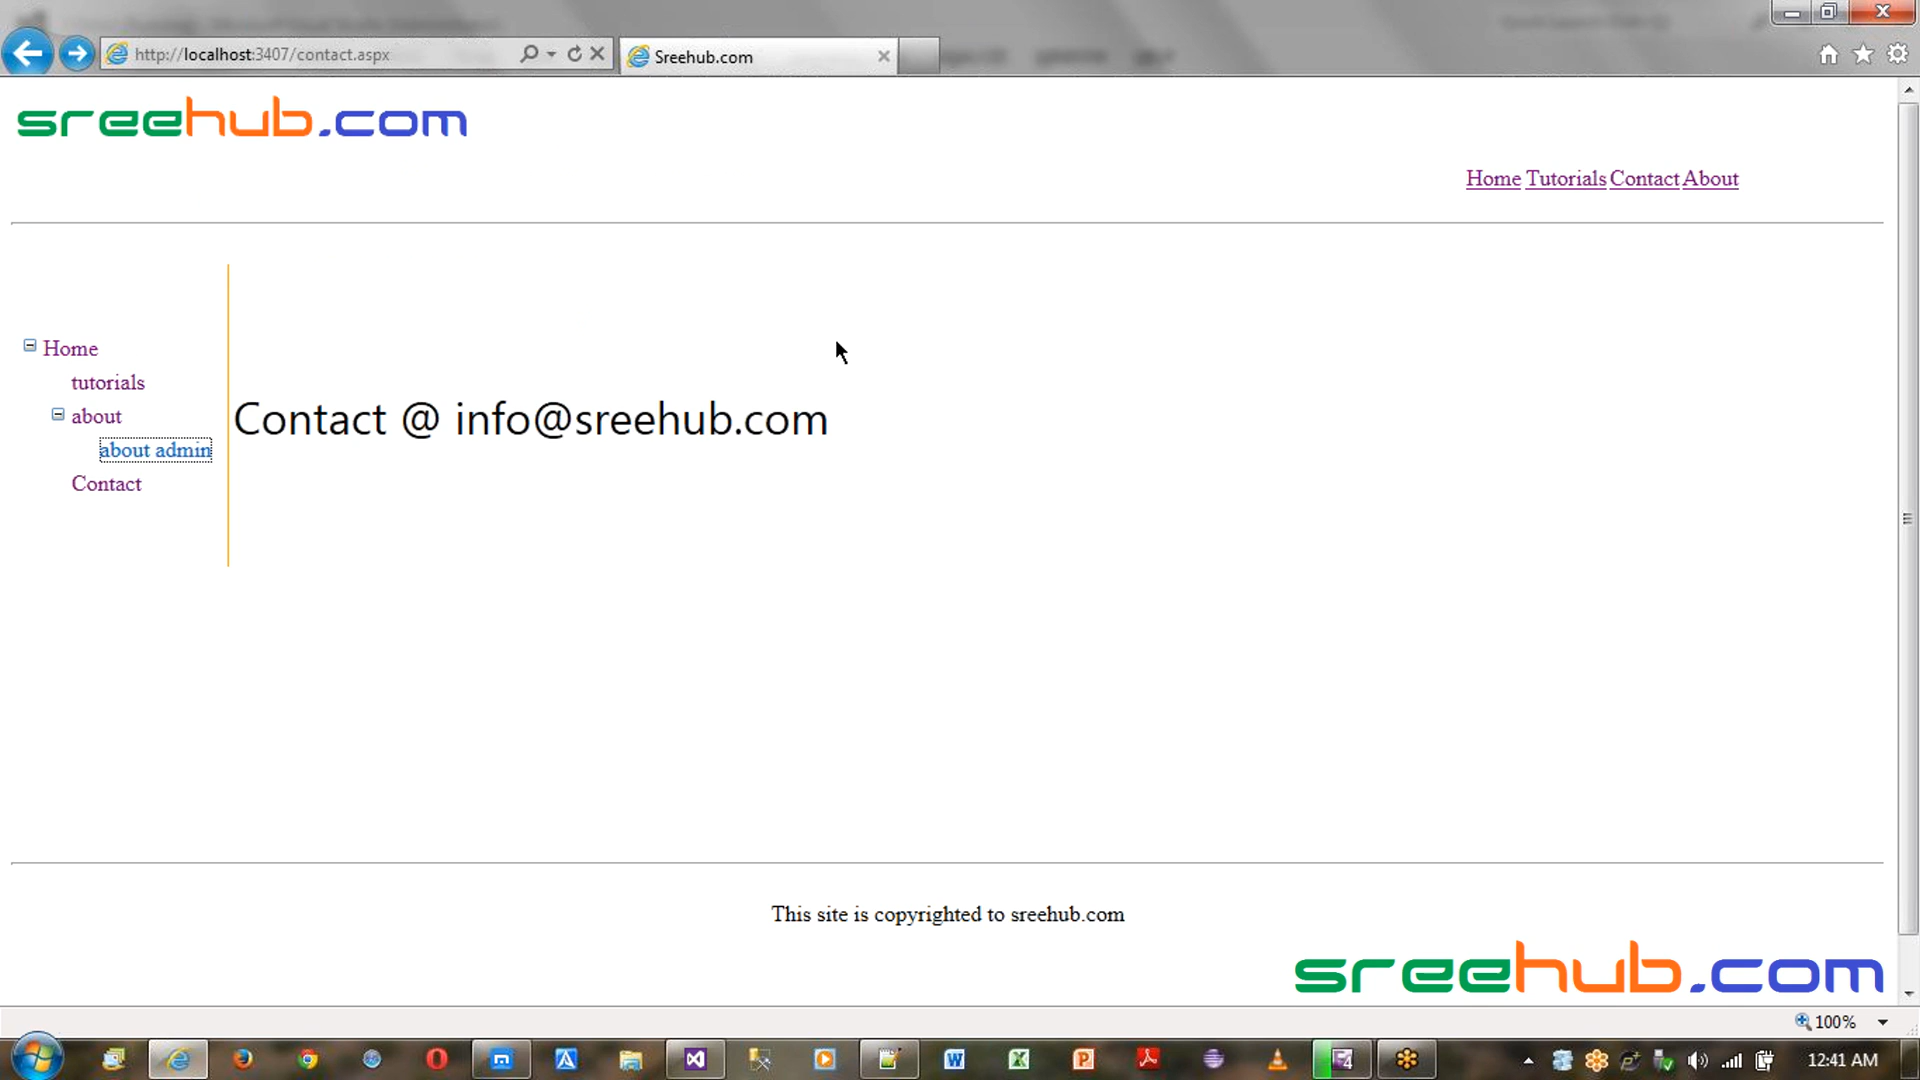 http://localhost:3407/contact.aspx
Sreehub.com
sreehub.com
Home Tutorials Contact About
Home
tutorials
about
about admin
Contact
Contact @ info@sreehub.com
This site is copyrighted to sreehub.com
sreehub.com
100%
12:41 AM